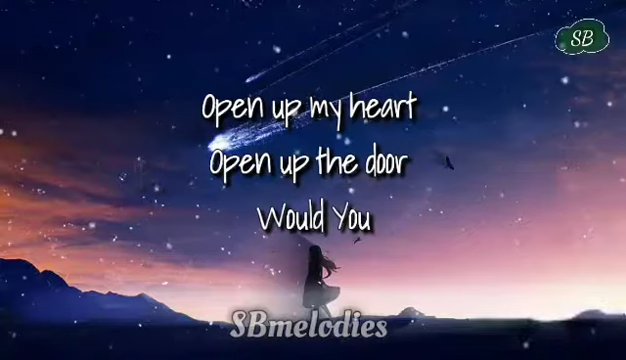 SB
Open up my heart
Open up the door
Would You
SBmelodies